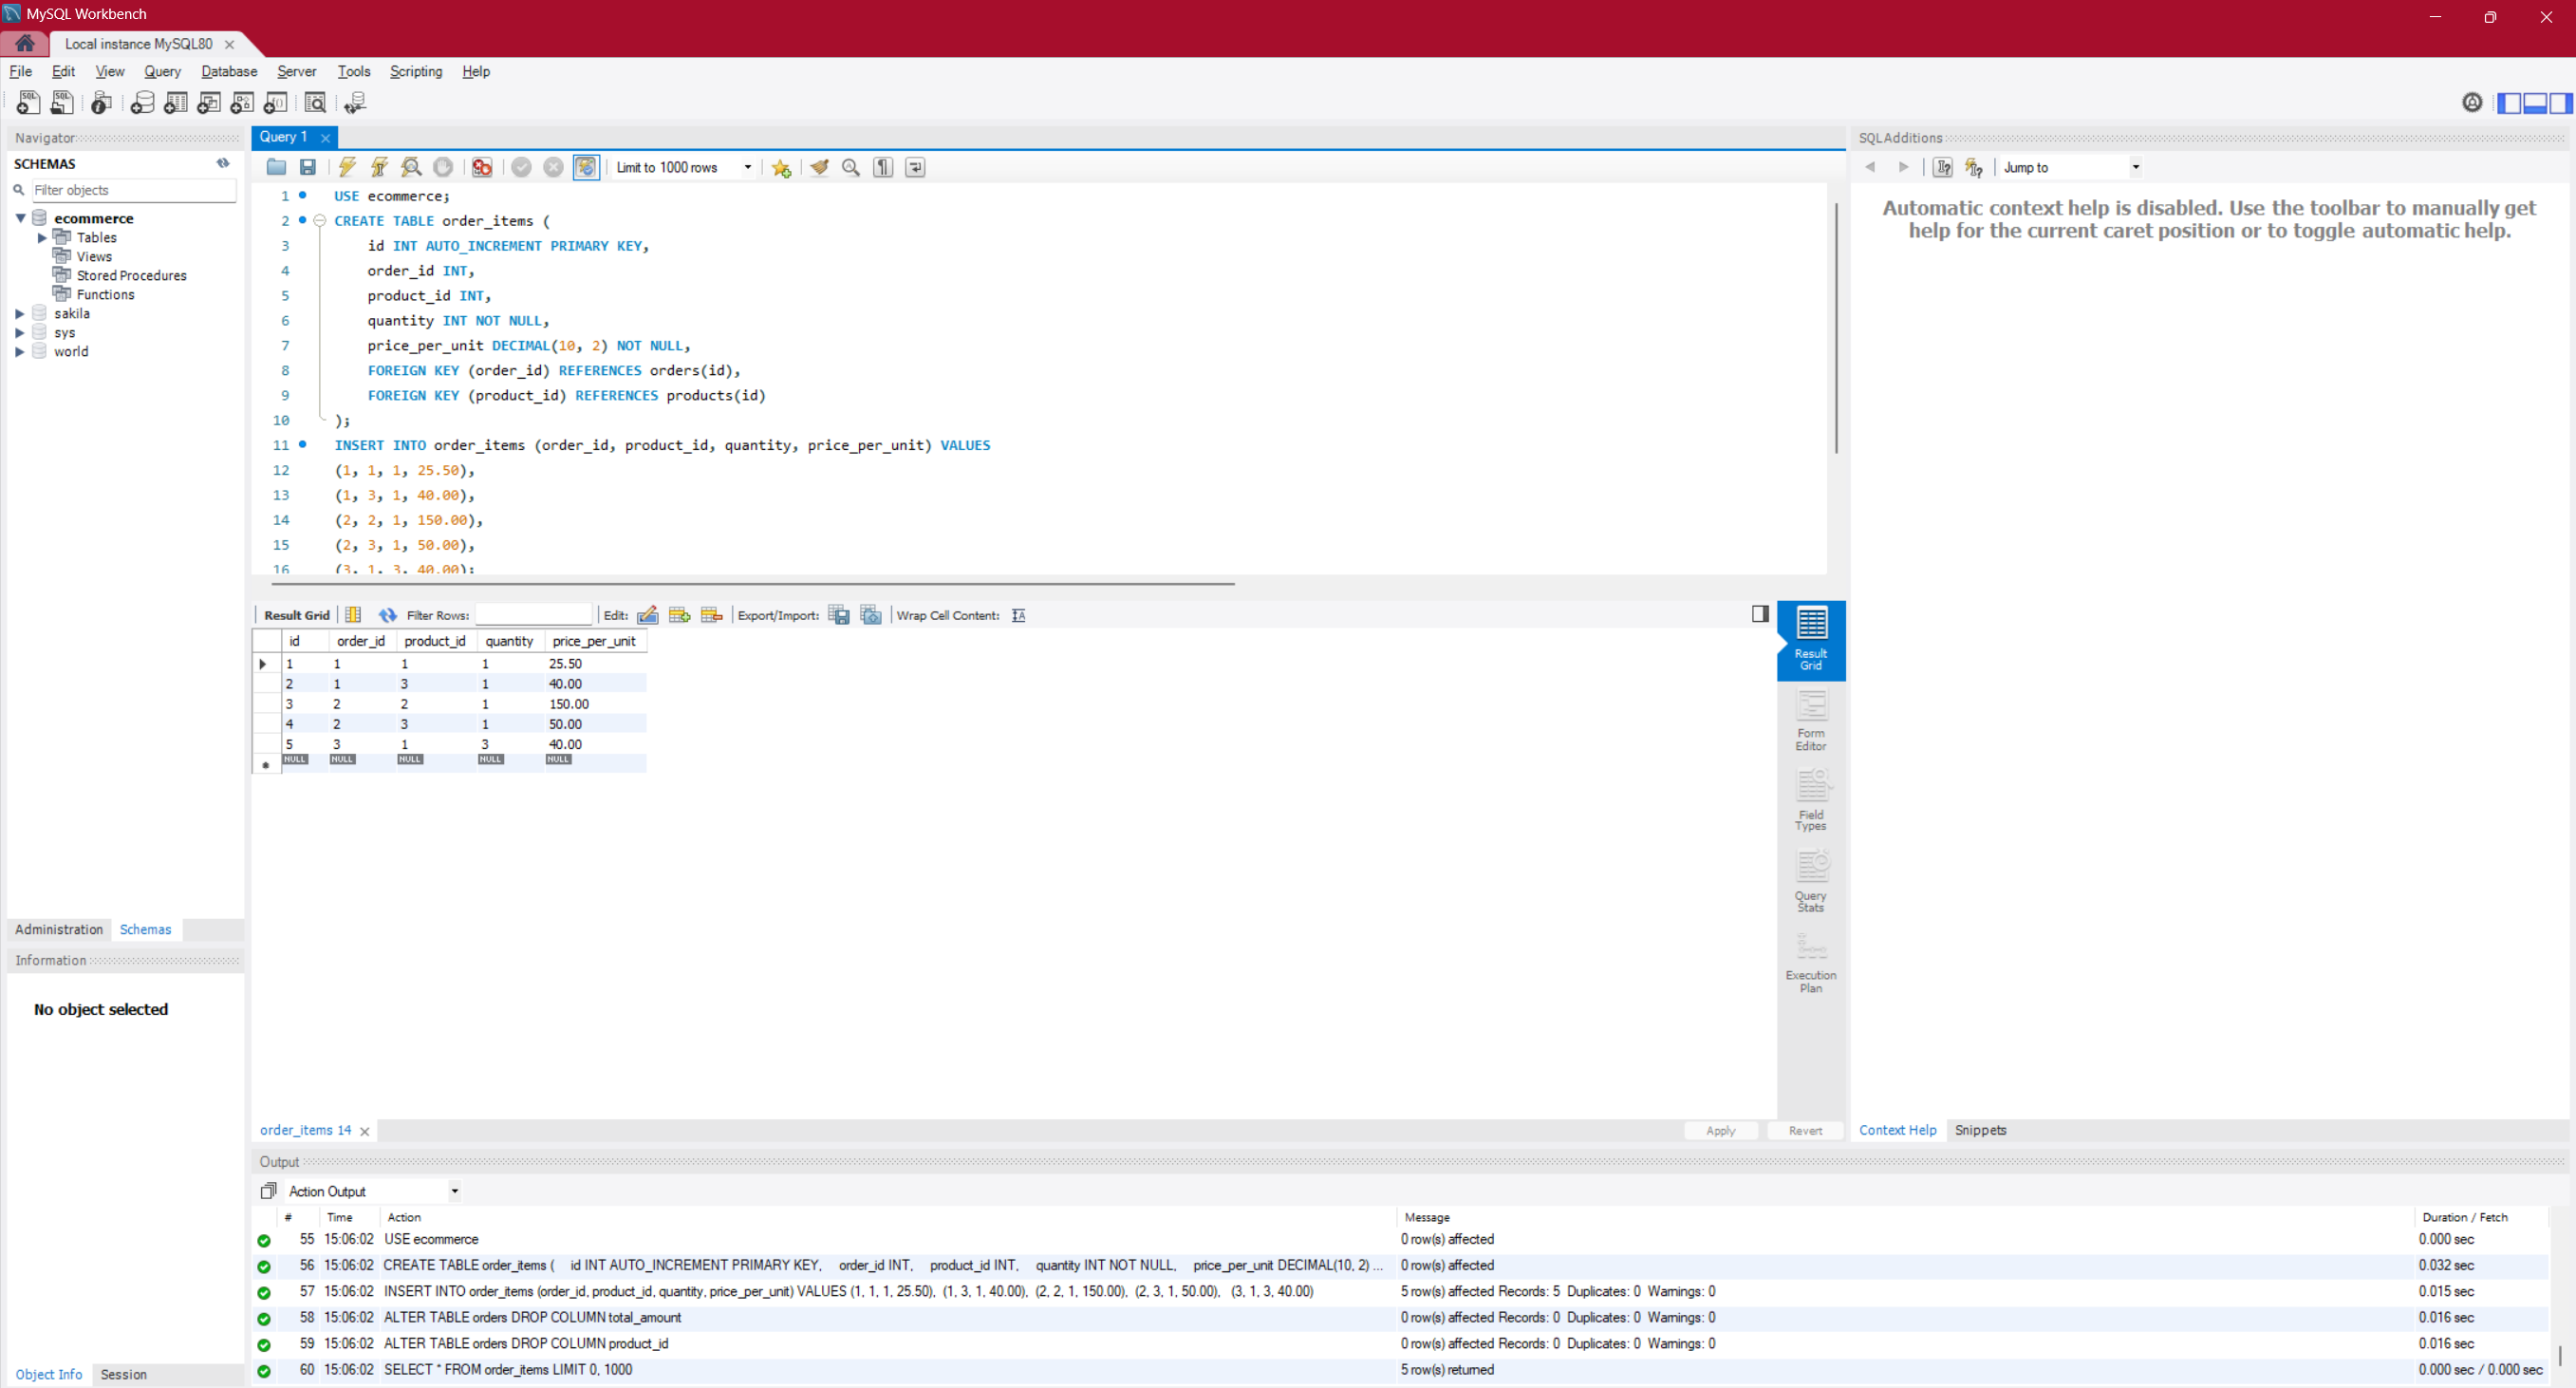 MySQL Workbench
Local instance MySQL80
File Edit View Query Database Server Tools Scripting Help
Navigator
SCHEMAS
Filter objects
ecommerce
Tables
Views
Stored Procedures
Functions
sakila
sys
world
Administration Schemas
Information
No object selected
Object Info Session
Query 1
Limit to 1000 rows
1 USE ecommerce;
2 CREATE TABLE order_items (
3 id INT AUTO_INCREMENT PRIMARY KEY,
4 order_id INT,
5 product_id INT,
6 quantity INT NOT NULL,
7 price_per_unit DECIMAL(10, 2) NOT NULL,
8 FOREIGN KEY (order_id) REFERENCES orders(id),
9 FOREIGN KEY (product_id) REFERENCES products(id)
10 );
11 INSERT INTO order_items (order_id, product_id, quantity, price_per_unit) VALUES
12 (1, 1, 1, 25.50),
13 (1, 3, 1, 40.00),
14 (2, 2, 1, 150.00),
15 (2, 3, 1, 50.00),
16 (3, 1, 3, 40.00);
Result Grid Filter Rows: Edit: Export/Import: Wrap Cell Content:
id order_id product_id quantity price_per_unit
1 1 1 1 25.50
2 1 3 1 40.00
3 2 2 1 150.00
4 2 3 1 50.00
5 3 1 3 40.00
NULL NULL NULL NULL NULL
Result Grid
Form Editor
Field Types
Query Stats
Execution Plan
order_items 14
Apply Revert
SQLAdditions
Jump to
Automatic context help is disabled. Use the toolbar to manually get
help for the current caret position or to toggle automatic help.
Context Help Snippets
Output
Action Output
# Time Action Message Duration / Fetch
55 15:06:02 USE ecommerce 0 row(s) affected 0.000 sec
56 15:06:02 CREATE TABLE order_items ( id INT AUTO_INCREMENT PRIMARY KEY, order_id INT, product_id INT, quantity INT NOT NULL, price_per_unit DECIMAL(10, 2) ... 0 row(s) affected 0.032 sec
57 15:06:02 INSERT INTO order_items (order_id, product_id, quantity, price_per_unit) VALUES (1, 1, 1, 25.50), (1, 3, 1, 40.00), (2, 2, 1, 150.00), (2, 3, 1, 50.00), (3, 1, 3, 40.00) 5 row(s) affected Records: 5 Duplicates: 0 Warnings: 0 0.015 sec
58 15:06:02 ALTER TABLE orders DROP COLUMN total_amount 0 row(s) affected Records: 0 Duplicates: 0 Warnings: 0 0.016 sec
59 15:06:02 ALTER TABLE orders DROP COLUMN product_id 0 row(s) affected Records: 0 Duplicates: 0 Warnings: 0 0.016 sec
60 15:06:02 SELECT * FROM order_items LIMIT 0, 1000 5 row(s) returned 0.000 sec / 0.000 sec